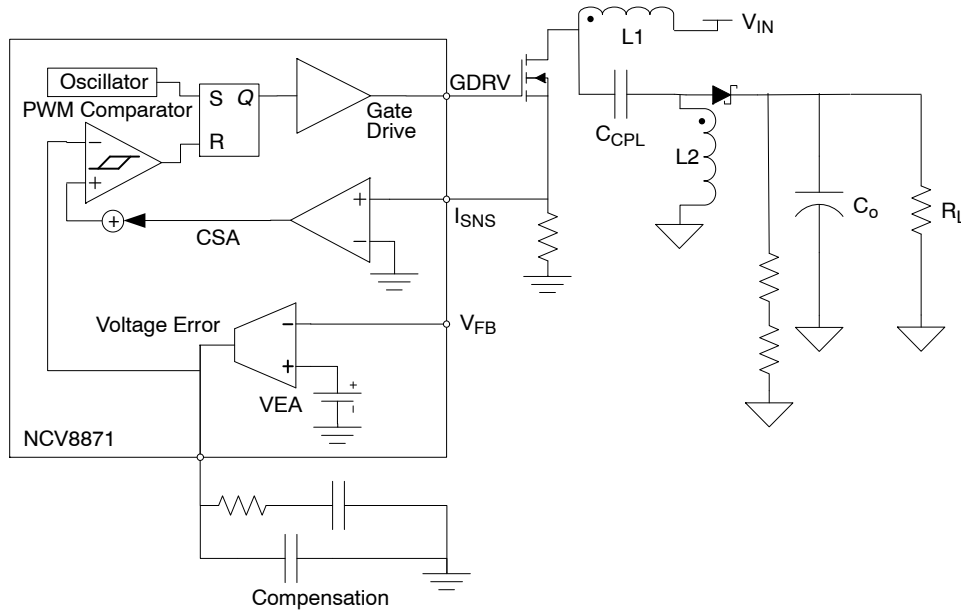 L1
V_IN
Oscillator
PWM Comparator
S Q
R
Gate
Drive
GDRV
C_CPL
L2
C_o
R_L
−
+
+
CSA
+
−
I_SNS
Voltage Error
−
+
VEA
+
−
V_FB
NCV8871
Compensation